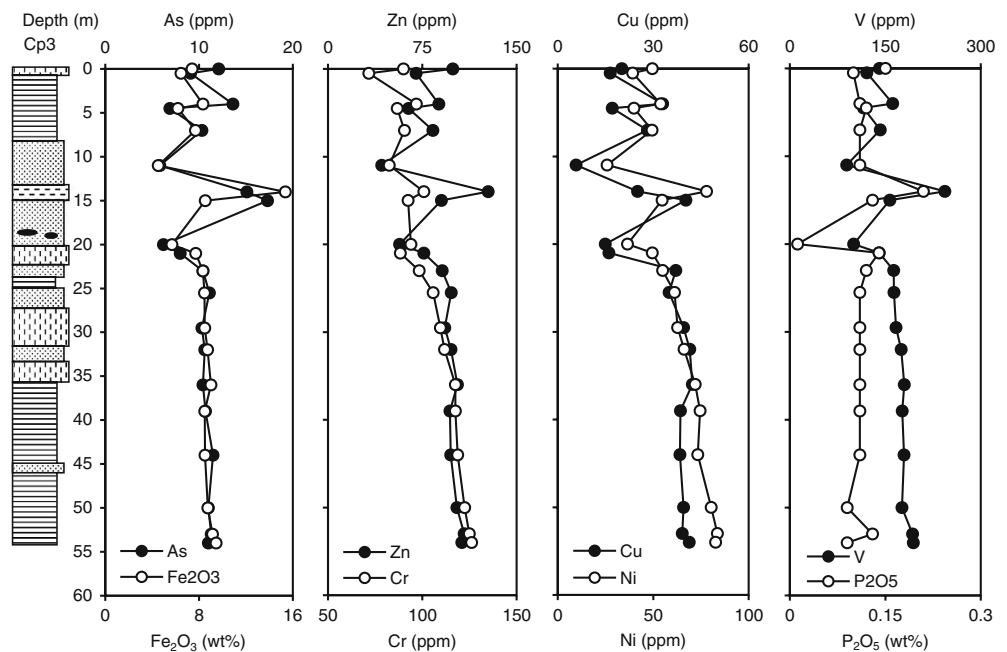 Depth (m) As (ppm) Zn (ppm) Cu (ppm) V (ppm)
Cp3 0 10 20 0 75 150 0 30 60 0 150 300
0
5
10
15
20
25
30
35
40
45
50
55
60
As
Fe2O3
Zn
Cr
Cu
Ni
V
P2O5
0 8 16 50 100 150 0 50 100 0 0.15 0.3
Fe₂O₃ (wt%) Cr (ppm) Ni (ppm) P₂O₅ (wt%)